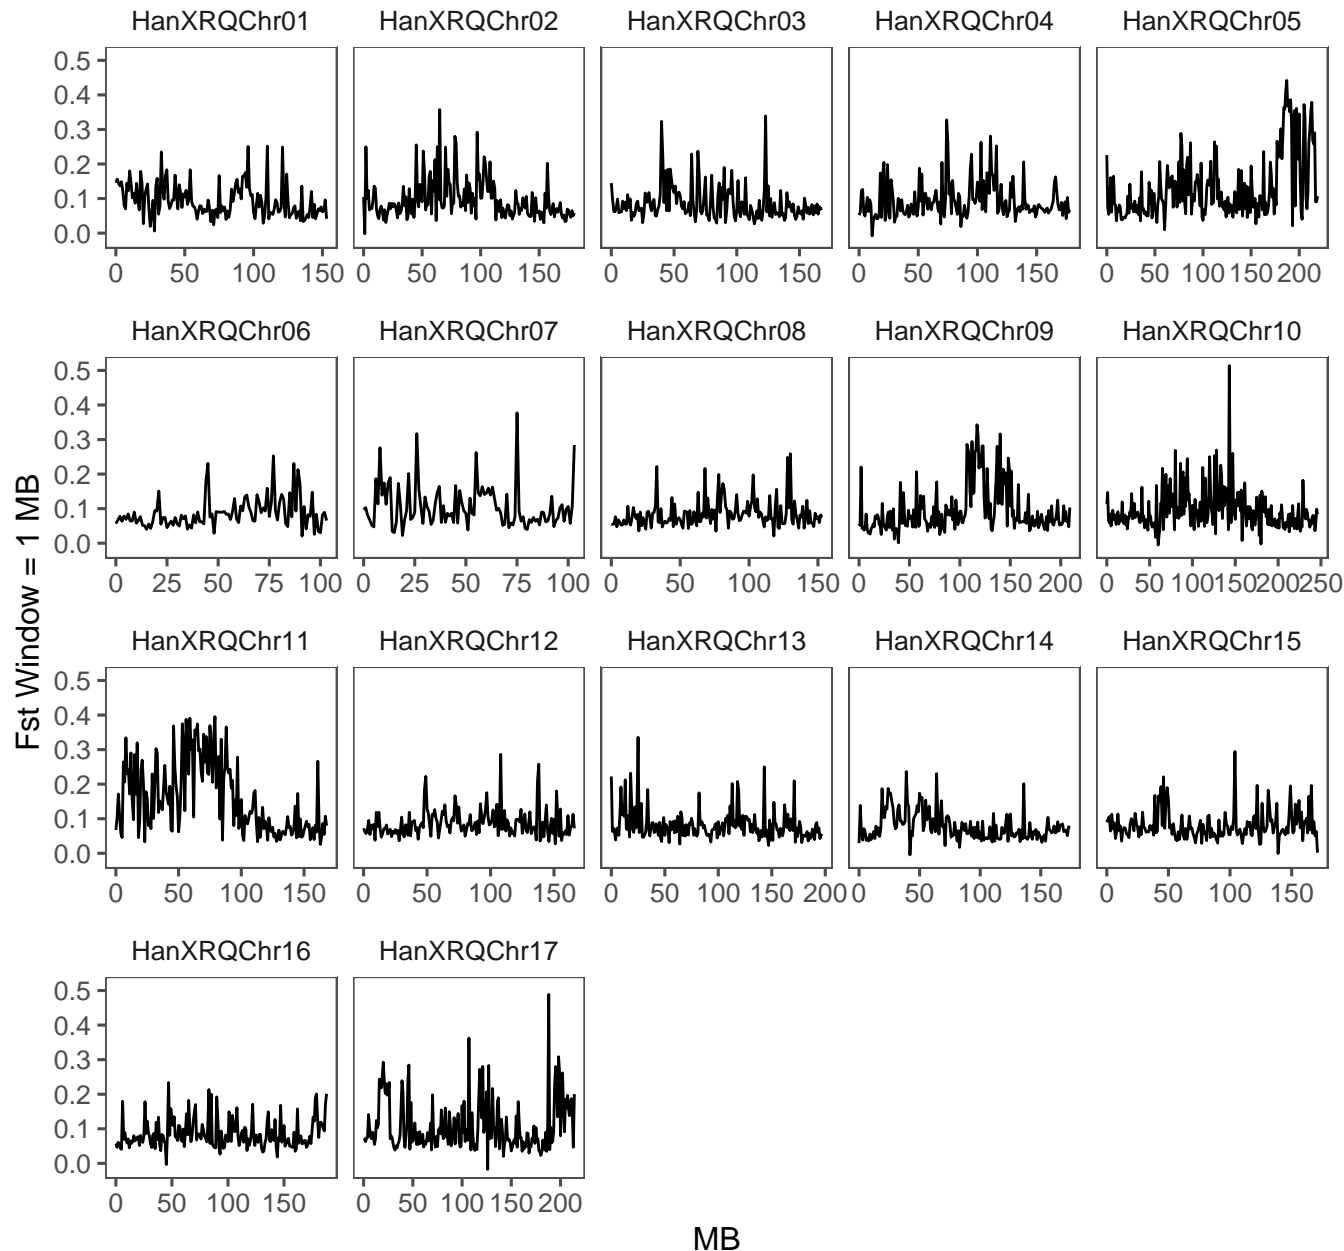 HanXRQChr01 HanXRQChr02 HanXRQChr03 HanXRQChr04 HanXRQChr05
0.5
0.4
0.3
0.2
0.1
0.0
0 50 100 150 0 50 100 150 0 50 100 150 0 50 100 150 0 50 100 150 200
HanXRQChr06 HanXRQChr07 HanXRQChr08 HanXRQChr09 HanXRQChr10
0.5
0.4
0.3
0.2
0.1
0.0
0 25 50 75 100 0 25 50 75 100 0 50 100 150 0 50 100 150 200 0 50 100 150 200 250
HanXRQChr11 HanXRQChr12 HanXRQChr13 HanXRQChr14 HanXRQChr15
0.5
0.4
0.3
0.2
0.1
0.0
0 50 100 150 0 50 100 150 0 50 100 150 200 0 50 100 150 0 50 100 150
HanXRQChr16 HanXRQChr17
0.5
0.4
0.3
0.2
0.1
0.0
0 50 100 150 0 50 100 150 200
Fst Window = 1 MB
MB